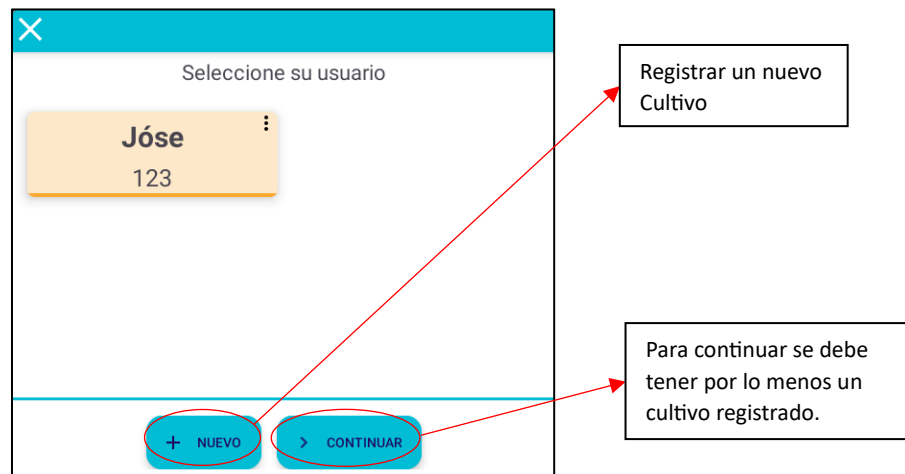 Seleccione su usuario
Jóse
123
+ NUEVO
> CONTINUAR
Registrar un nuevo
Cultivo
Para continuar se debe
tener por lo menos un
cultivo registrado.